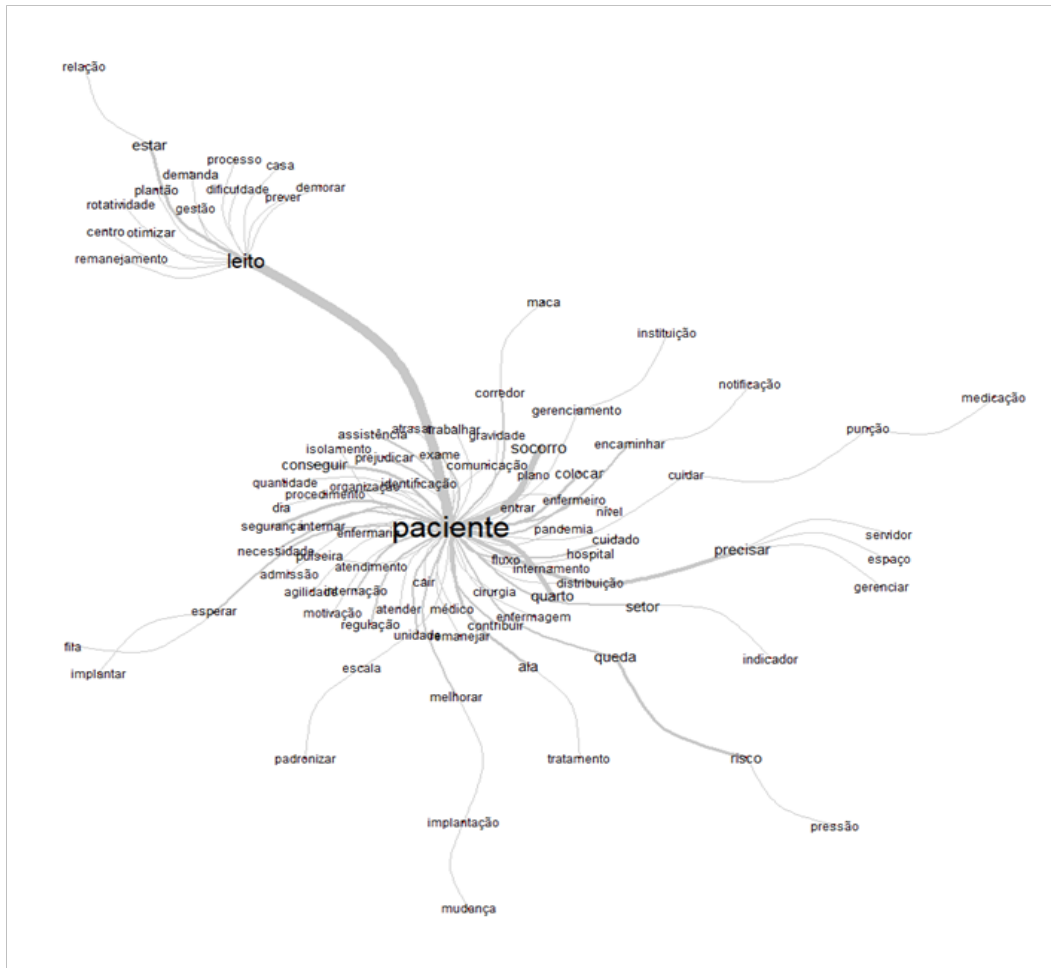 relação
estar
processo
casa
demanda
plantão
dificuldade
demorar
prever
rotatividade
gestão
centro
otimizar
remanejamento
leito
maca
instituição
notificação
corredor
medicação
gerenciamento
atrasar
trabalhar
punção
assistência
gravidade
encaminhar
isolamento
socorro
prejudicar
exame
conseguir
comunicação
plano
colocar
cuidar
quantidade
organização
identificação
procedimento
enfermeiro
dia
entrar
nível
segurança
internar
paciente
pandemia
enfermaria
cuidado
servidor
necessidade
pulseira
hospital
precisar
fluxo
espaço
atendimento
internamento
admissão
cair
distribuição
gerenciar
agilidade
internação
cirurgia
quarto
esperar
motivação
atender
médico
setor
enfermagem
regulação
contribuir
unidade
remanejar
fita
implantar
escala
ala
queda
indicador
melhorar
padronizar
tratamento
risco
implantação
pressão
mudança